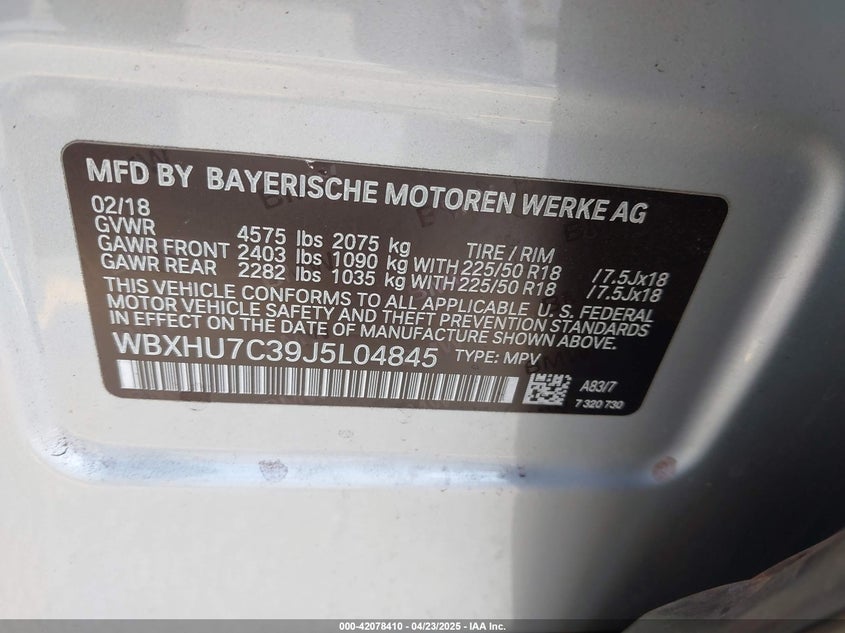 MFD BY BAYERISCHE MOTOREN WERKE AG
02/18
GVWR 4575 lbs 2075 kg TIRE / RIM
GAWR FRONT 2403 lbs 1090 kg WITH 225/50 R18 / 7.5Jx18
GAWR REAR 2282 lbs 1035 kg WITH 225/50 R18 / 7.5Jx18
THIS VEHICLE CONFORMS TO ALL APPLICABLE U. S. FEDERAL
MOTOR VEHICLE SAFETY AND THEFT PREVENTION STANDARDS
IN EFFECT ON THE DATE OF MANUFACTURE SHOWN ABOVE.
WBXHU7C39J5L04845 TYPE: MPV
A83/7
7 320 730
000-42078410 | 04/23/2025 - IAA Inc.